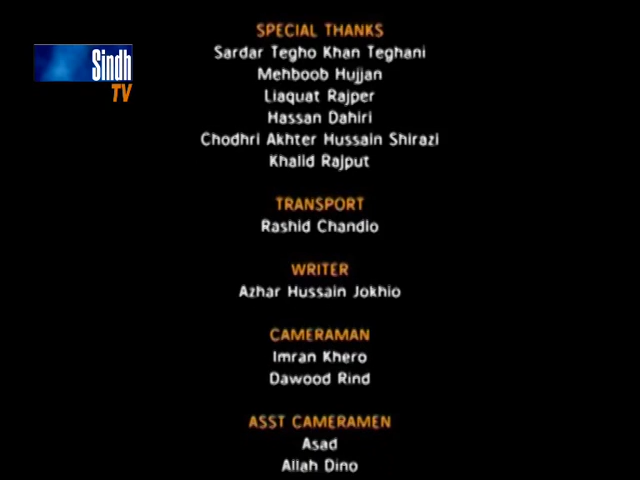 Sindh
TV
SPECIAL THANKS
Sardar Tegho Khan Teghani
Mehboob Hujjan
Liaquat Rajper
Hassan Dahiri
Chodhri Akhter Hussain Shirazi
Khalid Rajput
TRANSPORT
Rashid Chandio
WRITER
Azhar Hussain Jokhio
CAMERAMAN
Imran Khero
Dawood Rind
ASST CAMERAMEN
Asad
Allah Dino